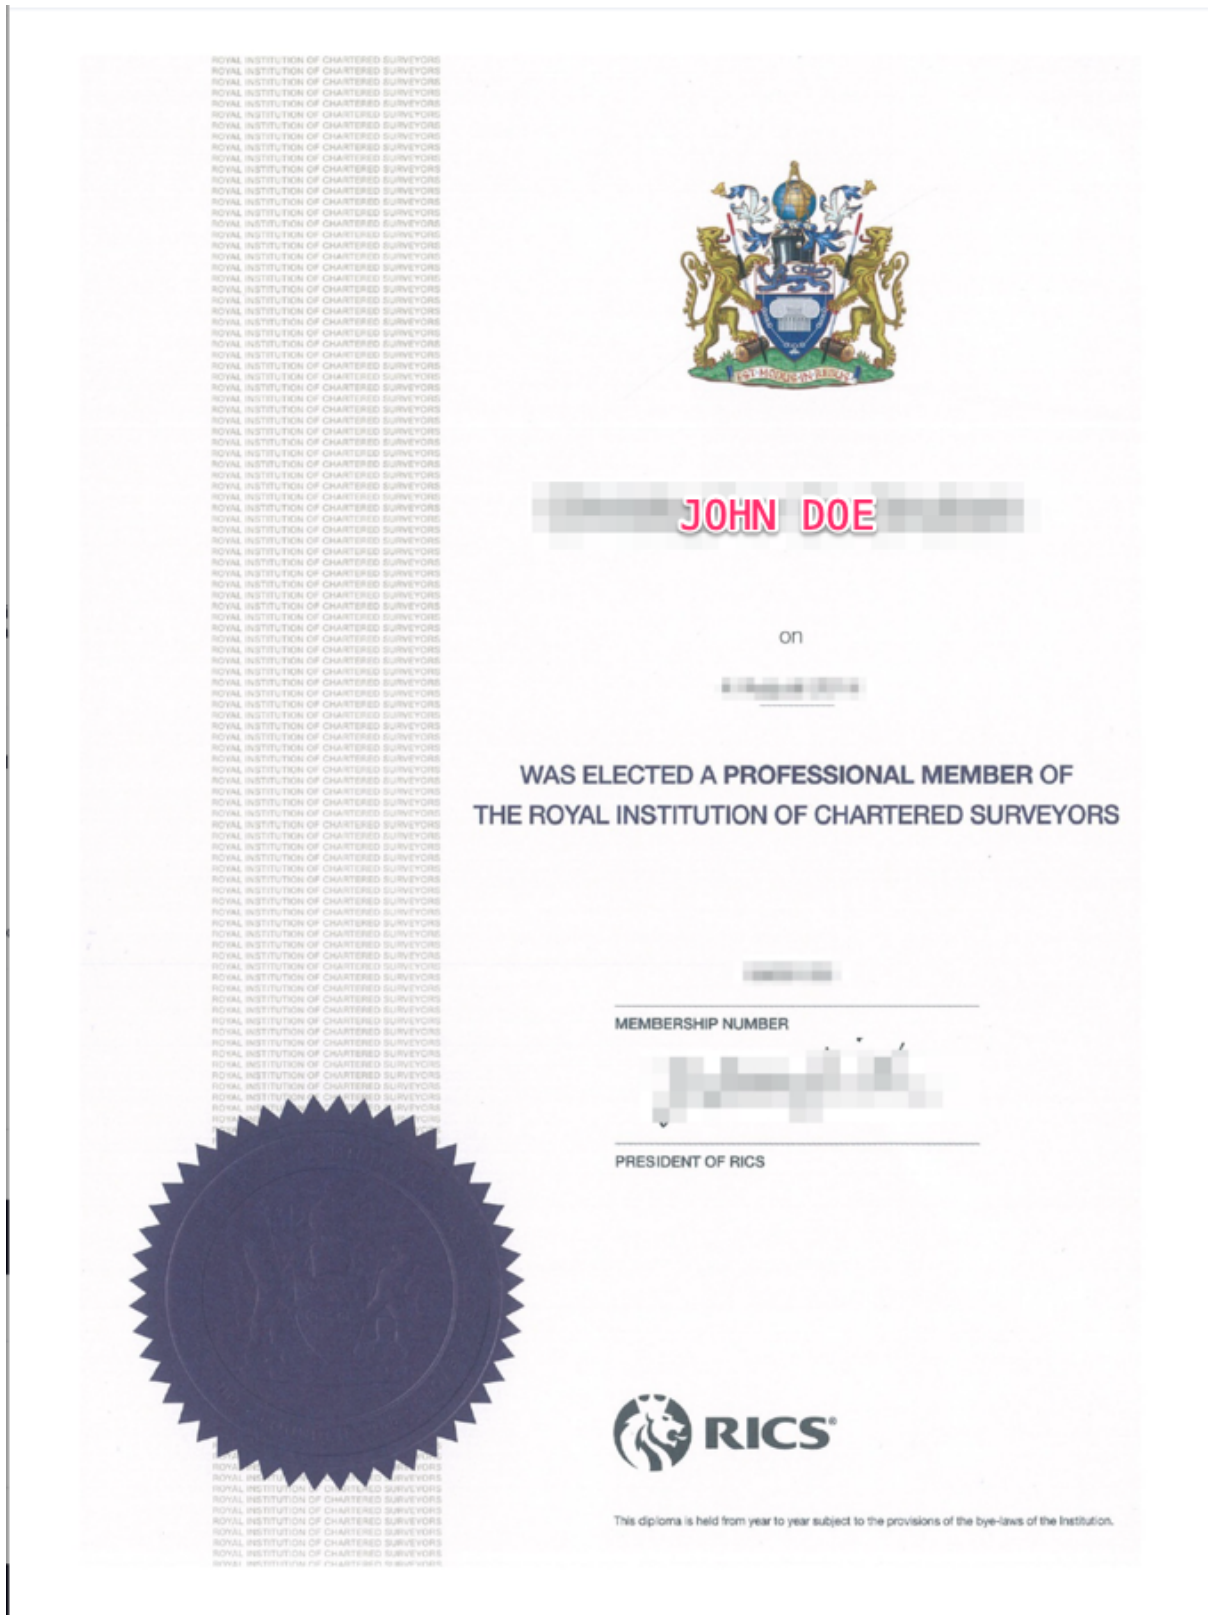 ROYAL INSTITUTION OF CHARTERED SURVEYORS
EST·MODUS·IN·REBUS
JOHN DOE
on
WAS ELECTED A PROFESSIONAL MEMBER OF
THE ROYAL INSTITUTION OF CHARTERED SURVEYORS
MEMBERSHIP NUMBER
PRESIDENT OF RICS
RICS®
This diploma is held from year to year subject to the provisions of the bye-laws of the Institution.